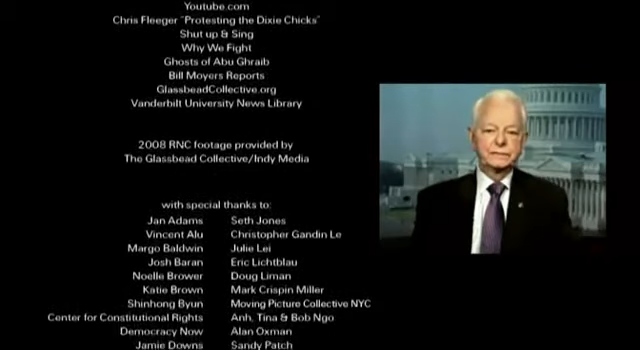 Youtube.com
Chris Fleeger "Protesting the Dixie Chicks"
Shut up & Sing
Why We Fight
Ghosts of Abu Ghraib
Bill Moyers Reports
GlassbeadCollective.org
Vanderbilt University News Library
2008 RNC footage provided by
The Glassbead Collective/Indy Media
with special thanks to:
Jan Adams Seth Jones
Vincent Alu Christopher Gandin Le
Margo Baldwin Julie Lei
Josh Baran Eric Lichtblau
Noelle Brower Doug Liman
Katie Brown Mark Crispin Miller
Shinhong Byun Moving Picture Collective NYC
Center for Constitutional Rights Anh, Tina & Bob Ngo
Democracy Now Alan Oxman
Jamie Downs Sandy Patch